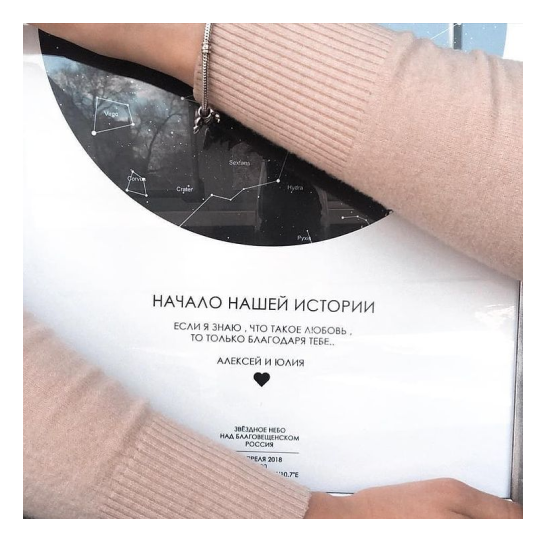 Virgo
Corvus
Crater
Sextans
Hydra
НАЧАЛО НАШЕЙ ИСТОРИИ
ЕСЛИ Я ЗНАЮ , ЧТО ТАКОЕ ЛЮБОВЬ ,
ТО ТОЛЬКО БЛАГОДАРЯ ТЕБЕ..
АЛЕКСЕЙ И ЮЛИЯ
ЗВЁЗДНОЕ НЕБО
НАД БЛАГОВЕЩЕНСКОМ
РОССИЯ
2018